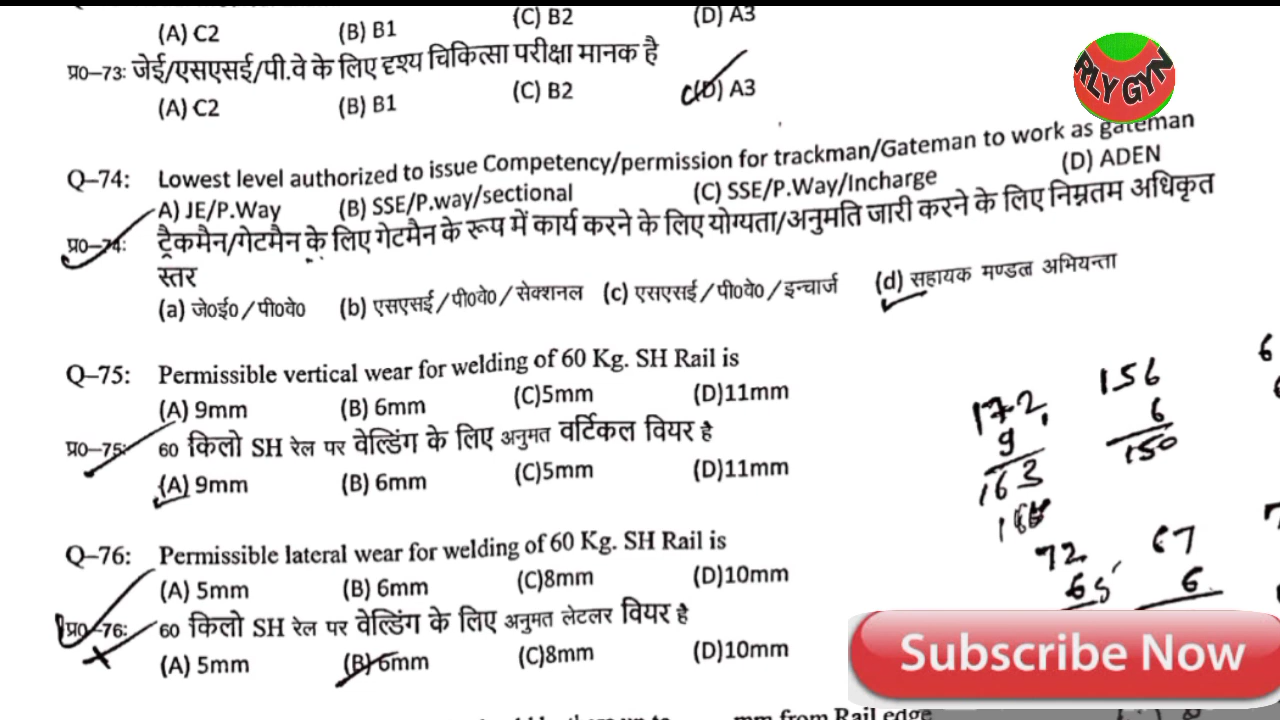 (A) C2 (B) B1 (C) B2 (D) A3
प्र0–73: जेई/एसएसई/पी.वे के लिए दृश्य चिकित्सा परीक्षा मानक है
(A) C2 (B) B1 (C) B2 (D) A3
RLY GYN
Q–74: Lowest level authorized to issue Competency/permission for trackman/Gateman to work as gateman
A) JE/P.Way (B) SSE/P.way/sectional (C) SSE/P.Way/Incharge (D) ADEN
प्र0–74: ट्रैकमैन/गेटमैन के लिए गेटमैन के रूप में कार्य करने के लिए योग्यता/अनुमति जारी करने के लिए निम्नतम अधिकृत
स्तर
(a) जे0ई0/पी0वे0 (b) एसएसई/पी0वे0/सेक्शनल (c) एसएसई/पी0वे0/इन्चार्ज (d) सहायक मण्डल अभियन्ता
Q–75: Permissible vertical wear for welding of 60 Kg. SH Rail is
(A) 9mm (B) 6mm (C)5mm (D)11mm
प्र0–75: 60 किलो SH रेल पर वेल्डिंग के लिए अनुमत वर्टिकल वियर है
(A) 9mm (B) 6mm (C)5mm (D)11mm
172 156 6
9 6
163 150
Q–76: Permissible lateral wear for welding of 60 Kg. SH Rail is
(A) 5mm (B) 6mm (C)8mm (D)10mm
72 67
65 6
प्र0–76: 60 किलो SH रेल पर वेल्डिंग के लिए अनुमत लेटलर वियर है
(A) 5mm (B) 6mm (C)8mm (D)10mm
Subscribe Now
mm from Rail edge